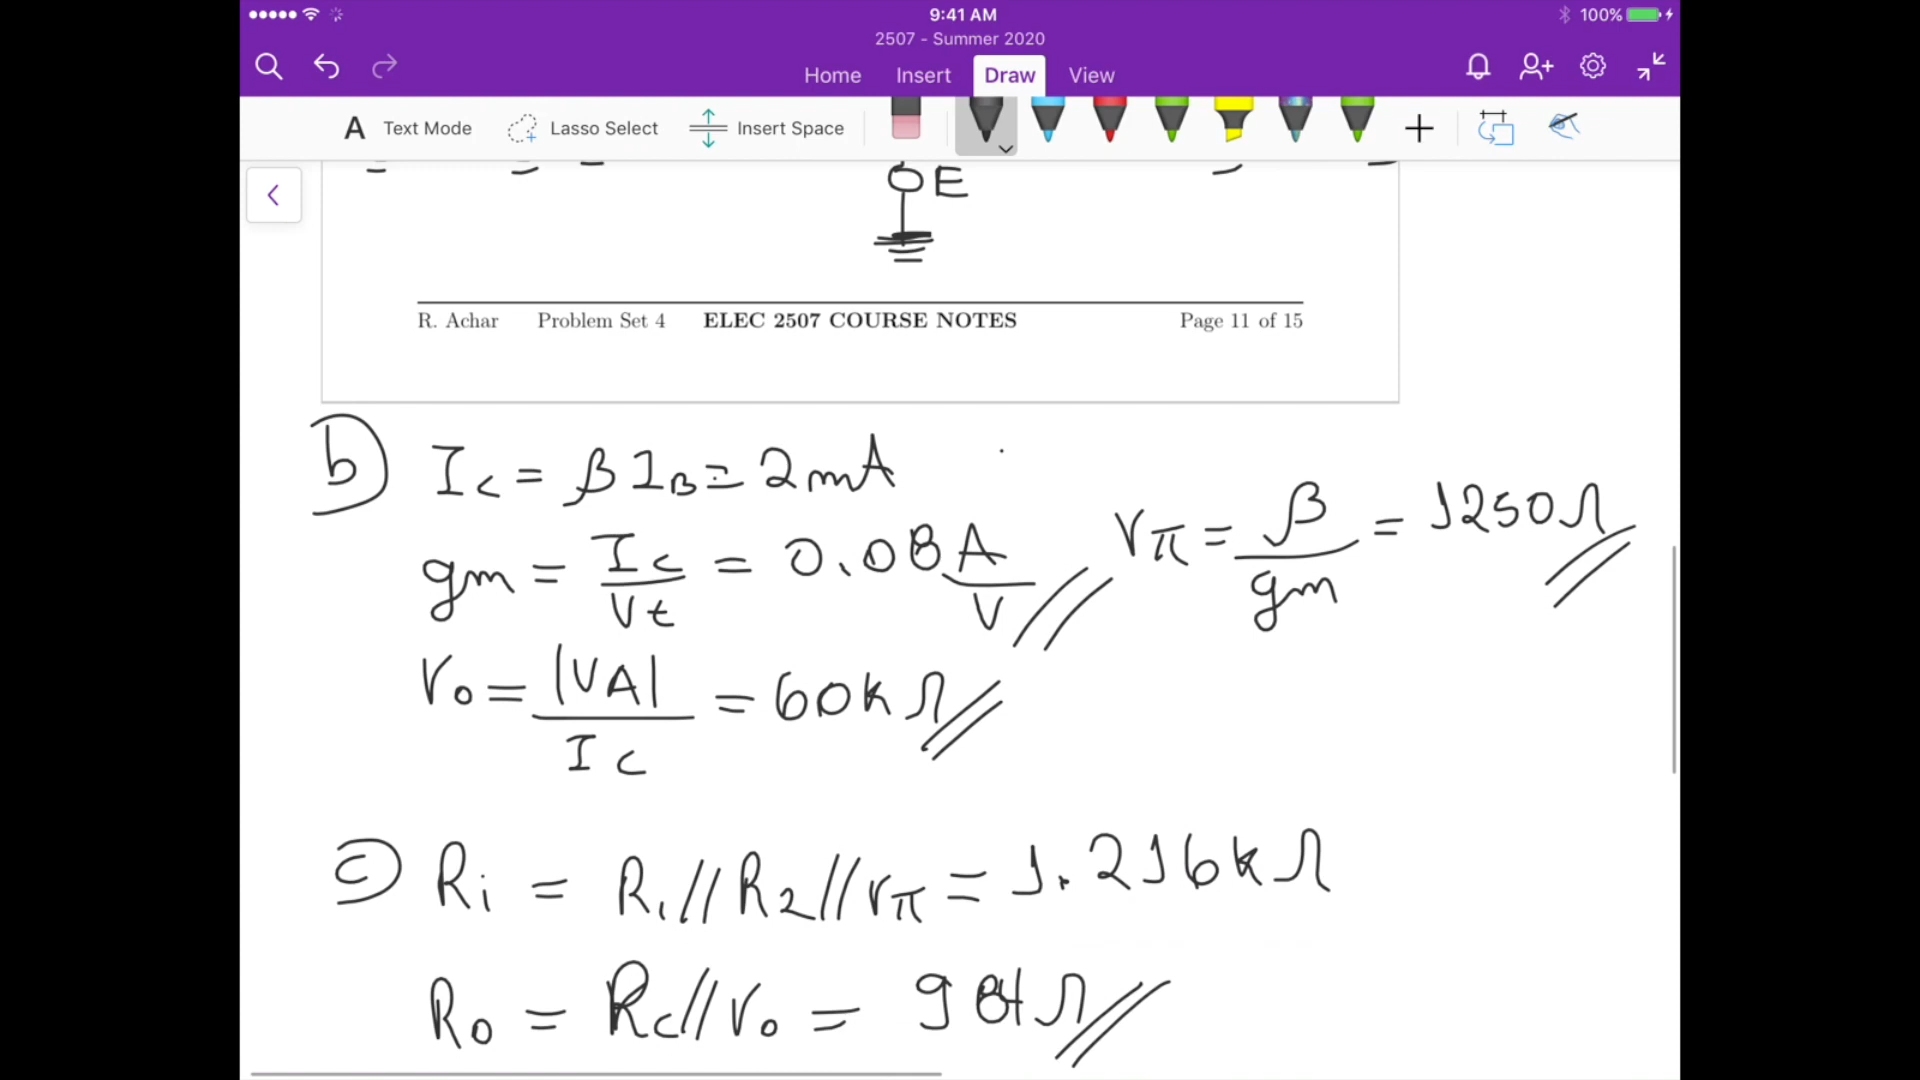 9:41 AM
100%
2507 - Summer 2020
Home Insert Draw View
A Text Mode Lasso Select Insert Space
E
R. Achar Problem Set 4 ELEC 2507 COURSE NOTES Page 11 of 15
b) Ic = βIB = 2mA
gm = Ic/Vt = 0.08 A/V rπ = β/gm = 1250Ω
ro = |VA|/Ic = 60kΩ
c) Ri = R1//R2//rπ = 1.216kΩ
Ro = Rc//ro = 984Ω